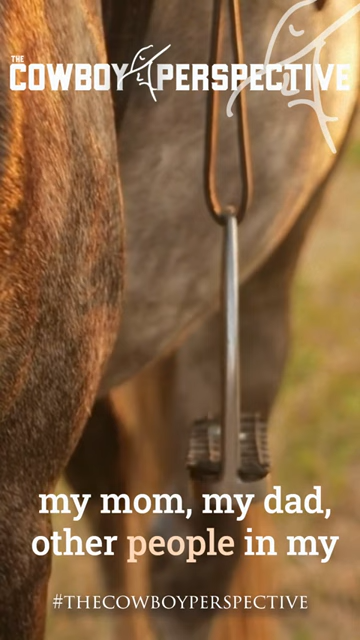 THE
COWBOY PERSPECTIVE
my mom, my dad,
other people in my
#THECOWBOYPERSPECTIVE